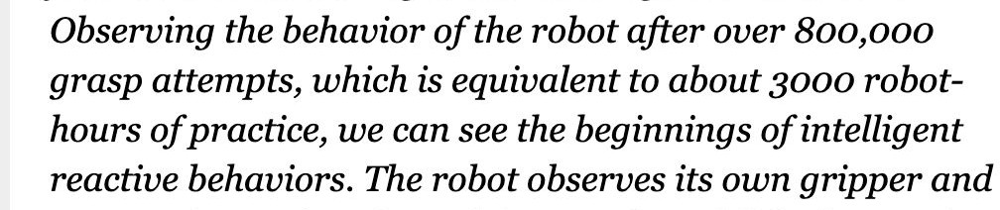 Observing the behavior of the robot after over 800,000
grasp attempts, which is equivalent to about 3000 robot-
hours of practice, we can see the beginnings of intelligent
reactive behaviors. The robot observes its own gripper and